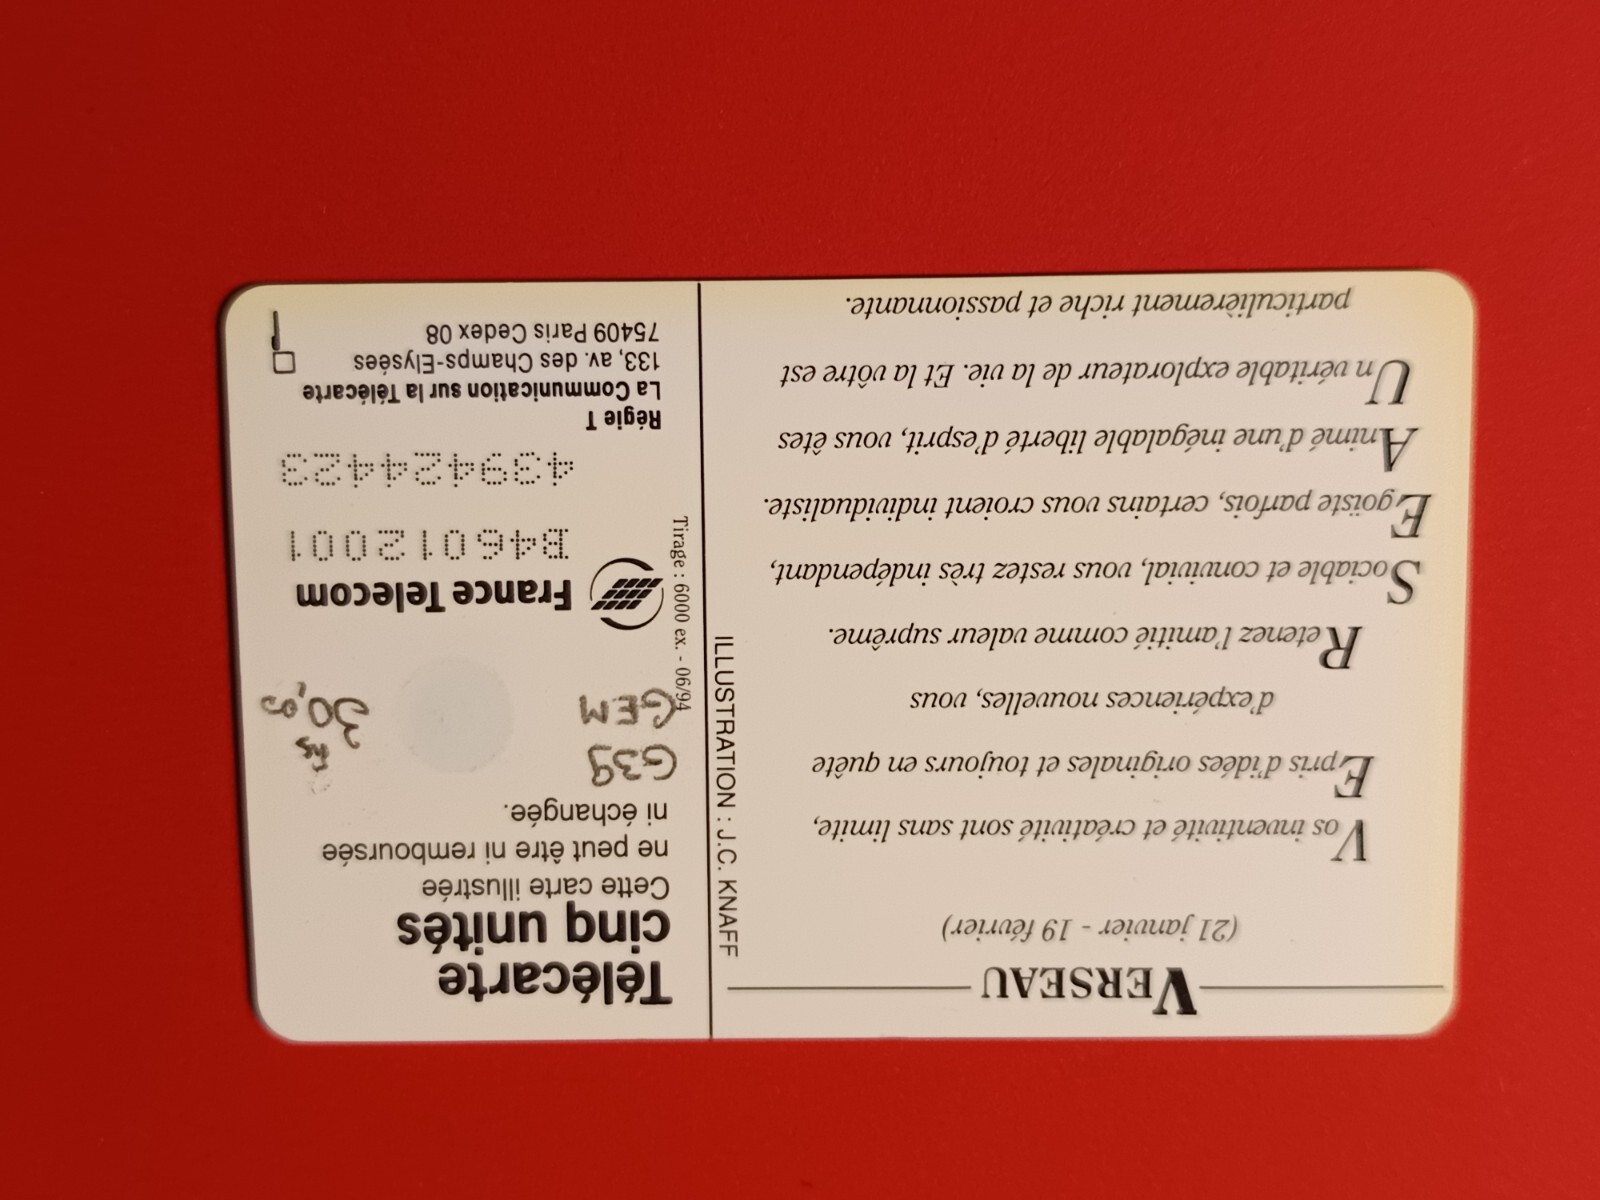 VERSEAU
(21 janvier - 19 février)
Vos inventivité et créativité sont sans limite,
Epris d'idées originales et toujours en quête
d'expériences nouvelles, vous
Retenez l'amitié comme valeur suprême.
Sociable et convivial, vous restez très indépendant,
Egoïste parfois, certains vous croient individualiste.
Animé d'une inégalable liberté d'esprit, vous êtes
Un véritable explorateur de la vie. Et la vôtre est
particulièrement riche et passionnante.
ILLUSTRATION : J.C. KNAFF
Tirage : 6000 ex. - 06/94
Télécarte
cinq unités
Cette carte illustrée
ne peut être ni remboursée
ni échangée.
G39
GEM
30,00
France Telecom
B46012001
439424423
Régie T
La Communication sur la Télécarte
133, av. des Champs-Elysées
75409 Paris Cedex 08